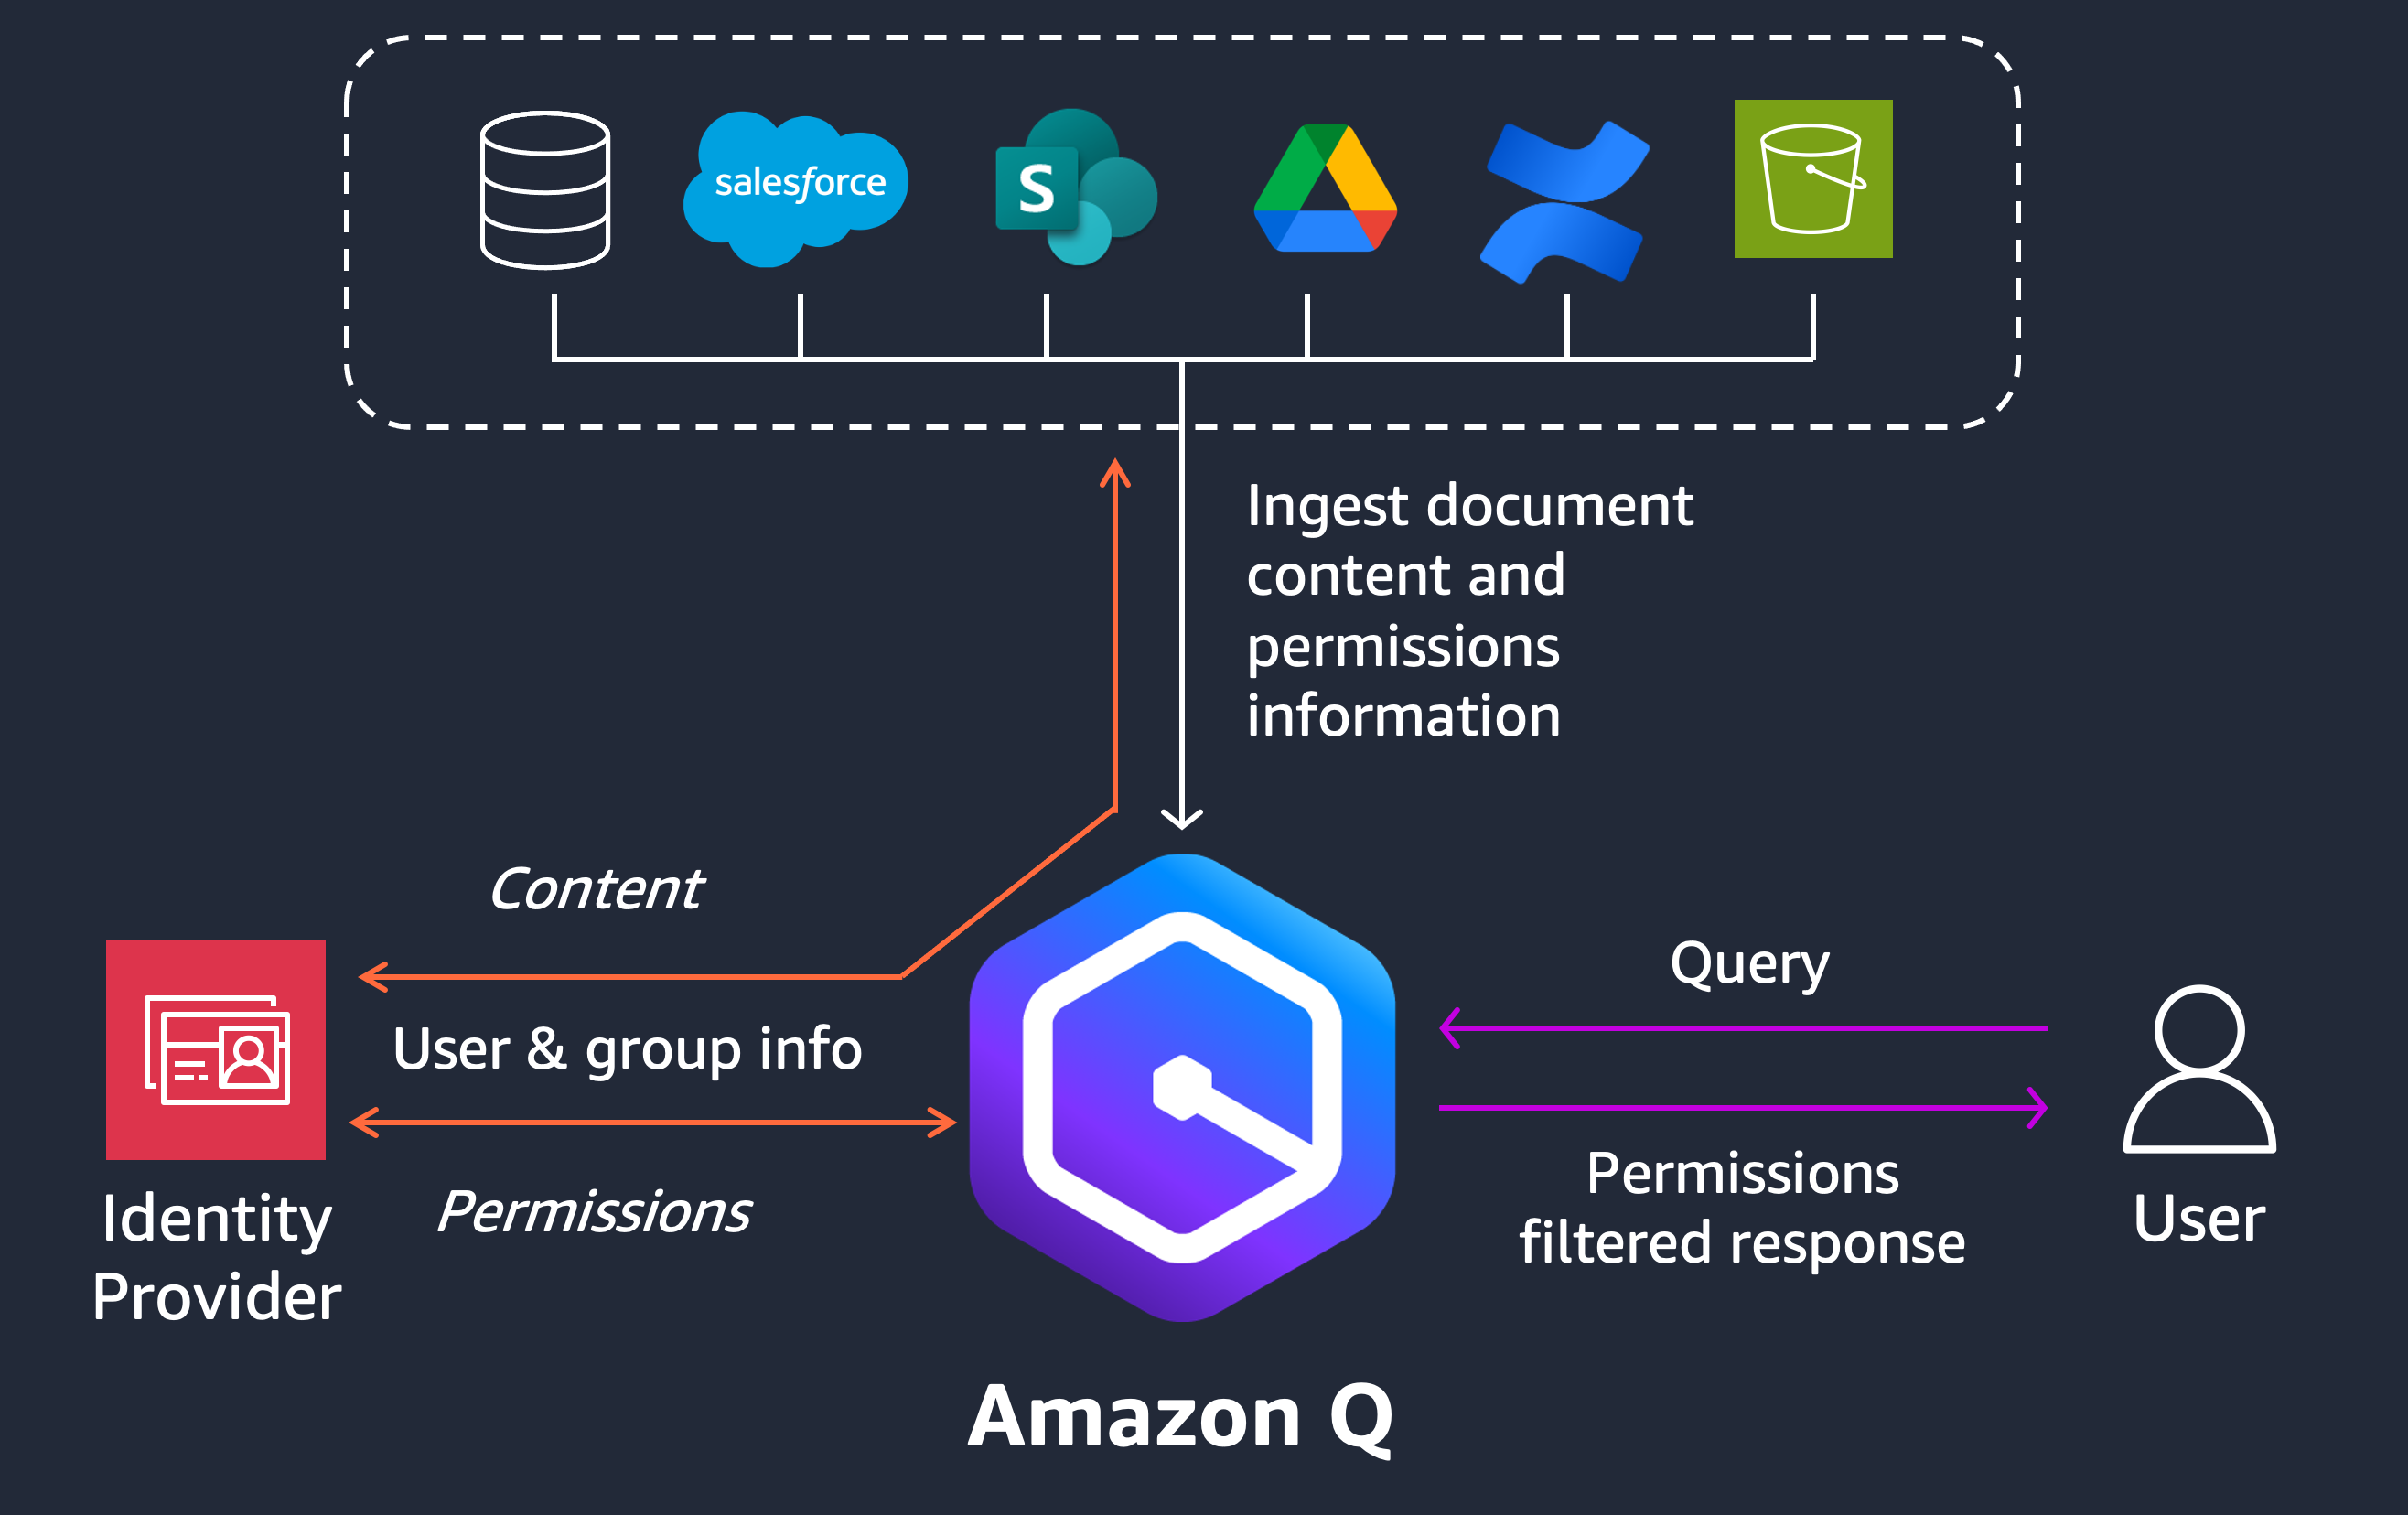 salesforce
S
Ingest document
content and
permissions
information
Content
User & group info
Permissions
Identity
Provider
Query
Permissions
filtered response
User
Amazon Q